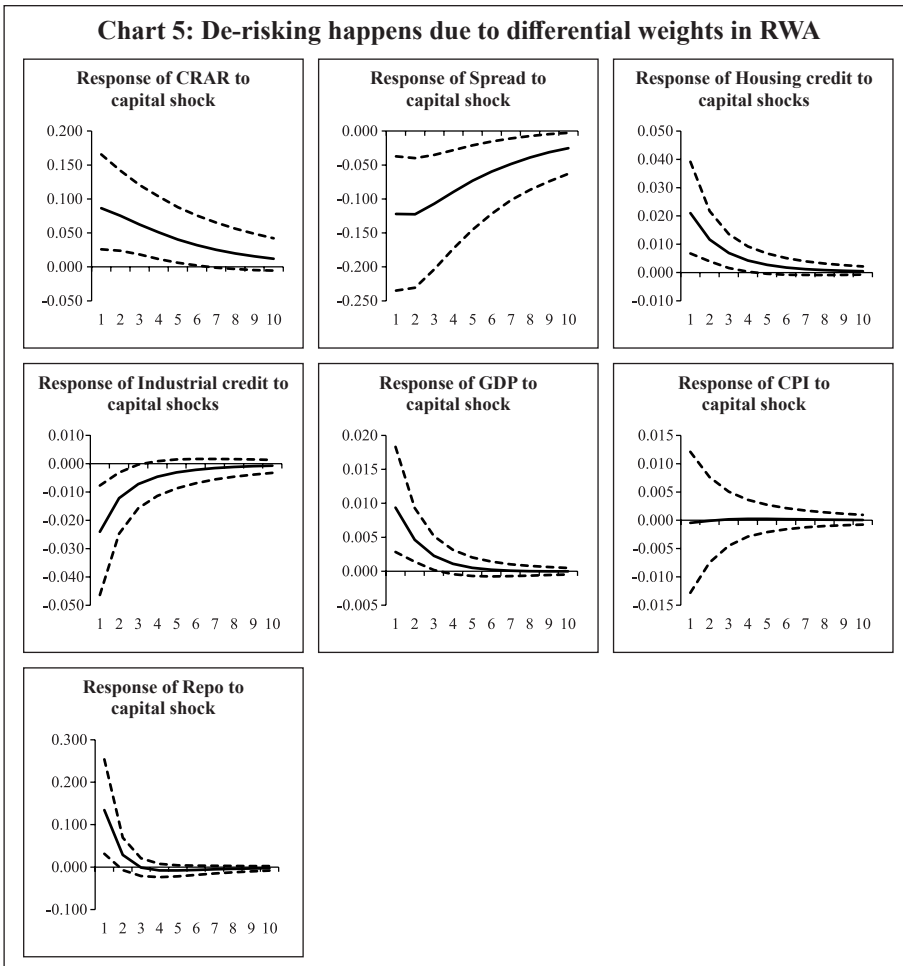 Chart 5: De-risking happens due to differential weights in RWA
Response of CRAR to
capital shock
0.200
0.150
0.100
0.050
0.000
-0.050
1 2 3 4 5 6 7 8 9 10
Response of Spread to
capital shock
0.000
-0.050
-0.100
-0.150
-0.200
-0.250
1 2 3 4 5 6 7 8 9 10
Response of Housing credit to
capital shocks
0.050
0.040
0.030
0.020
0.010
0.000
-0.010
1 2 3 4 5 6 7 8 9 10
Response of Industrial credit to
capital shocks
0.010
0.000
-0.010
-0.020
-0.030
-0.040
-0.050
1 2 3 4 5 6 7 8 9 10
Response of GDP to
capital shock
0.020
0.015
0.010
0.005
0.000
-0.005
1 2 3 4 5 6 7 8 9 10
Response of CPI to
capital shock
0.015
0.010
0.005
0.000
-0.005
-0.010
-0.015
1 2 3 4 5 6 7 8 9 10
Response of Repo to
capital shock
0.300
0.200
0.100
0.000
-0.100
1 2 3 4 5 6 7 8 9 10